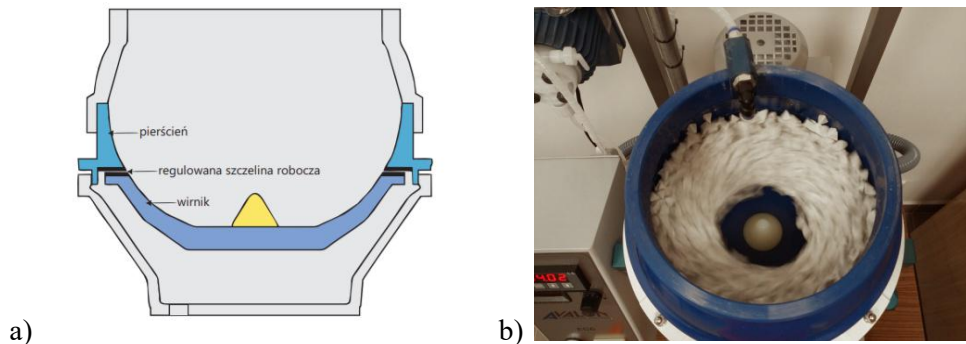 pierścień
regulowana szczelina robocza
wirnik
a)
b)